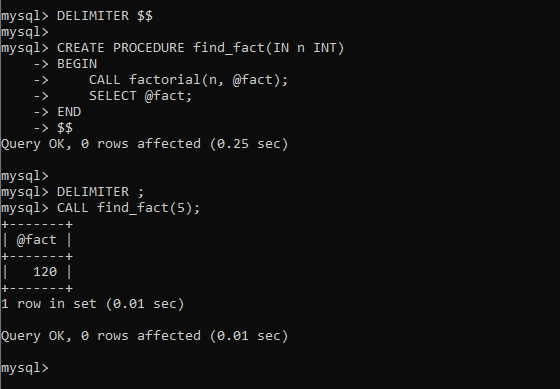 mysql> DELIMITER $$
mysql>
mysql> CREATE PROCEDURE find_fact(IN n INT)
    -> BEGIN
    ->     CALL factorial(n, @fact);
    ->     SELECT @fact;
    -> END
    -> $$
Query OK, 0 rows affected (0.25 sec)

mysql>
mysql> DELIMITER ;
mysql> CALL find_fact(5);
+-------+
| @fact |
+-------+
|   120 |
+-------+
1 row in set (0.01 sec)

Query OK, 0 rows affected (0.01 sec)

mysql>